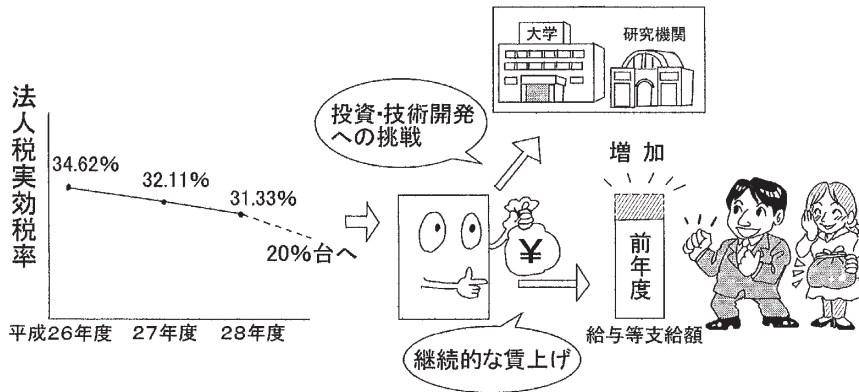 法人税実効税率
34.62%
32.11%
31.33%
20%台へ
平成26年度
27年度
28年度
投資・技術開発
への挑戦
大学
研究機関
¥
継続的な賃上げ
増加
前年度
給与等支給額